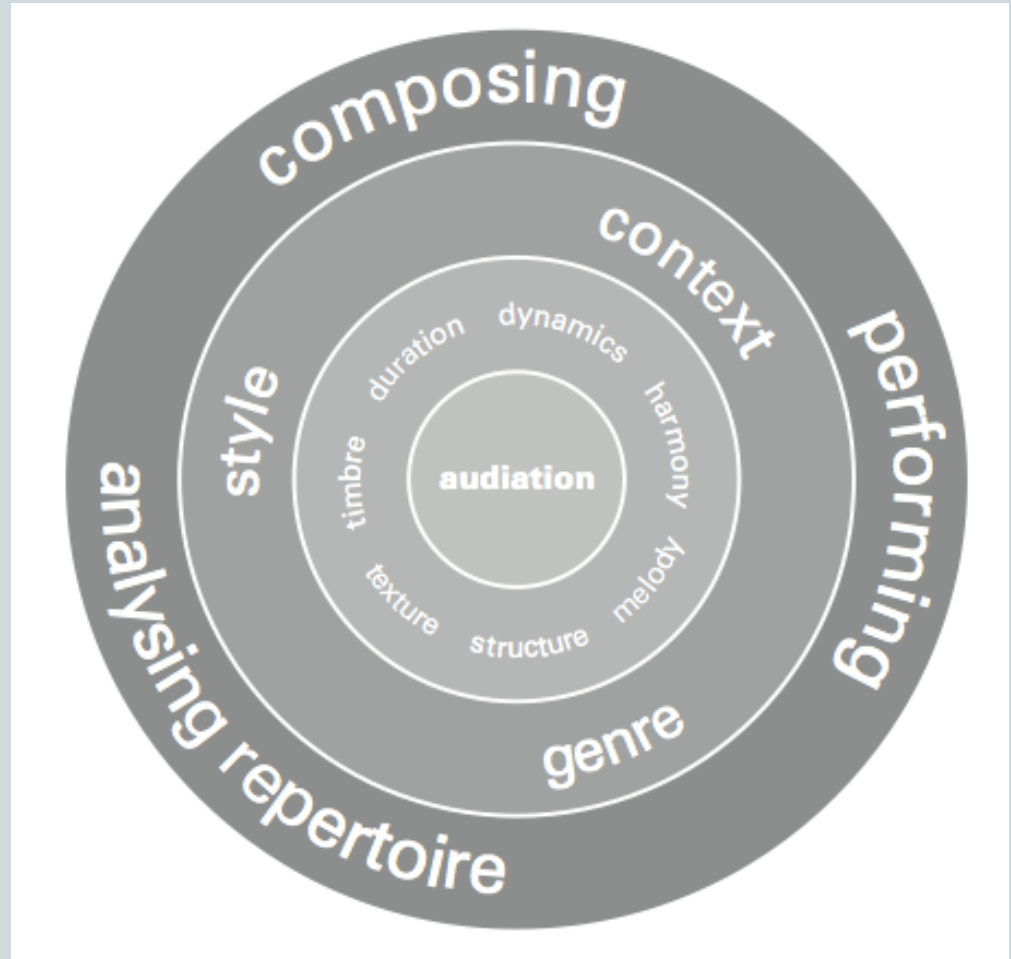 composing
performing
analysing repertoire
context
genre
style
dynamics
harmony
melody
structure
texture
timbre
duration
audiation